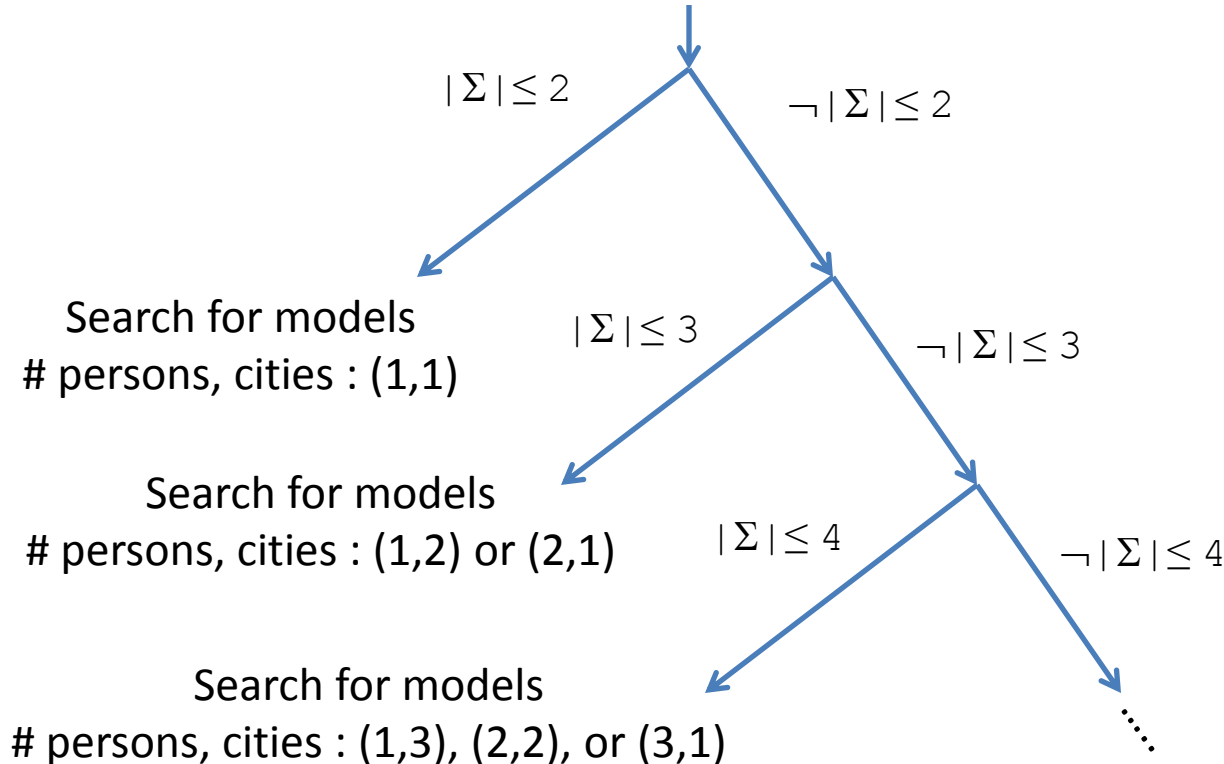 |Σ|≤ 2
¬|Σ|≤ 2
Search for models
# persons, cities : (1,1)
|Σ|≤ 3
¬|Σ|≤ 3
Search for models
# persons, cities : (1,2) or (2,1)
|Σ|≤ 4
¬|Σ|≤ 4
Search for models
# persons, cities : (1,3), (2,2), or (3,1)